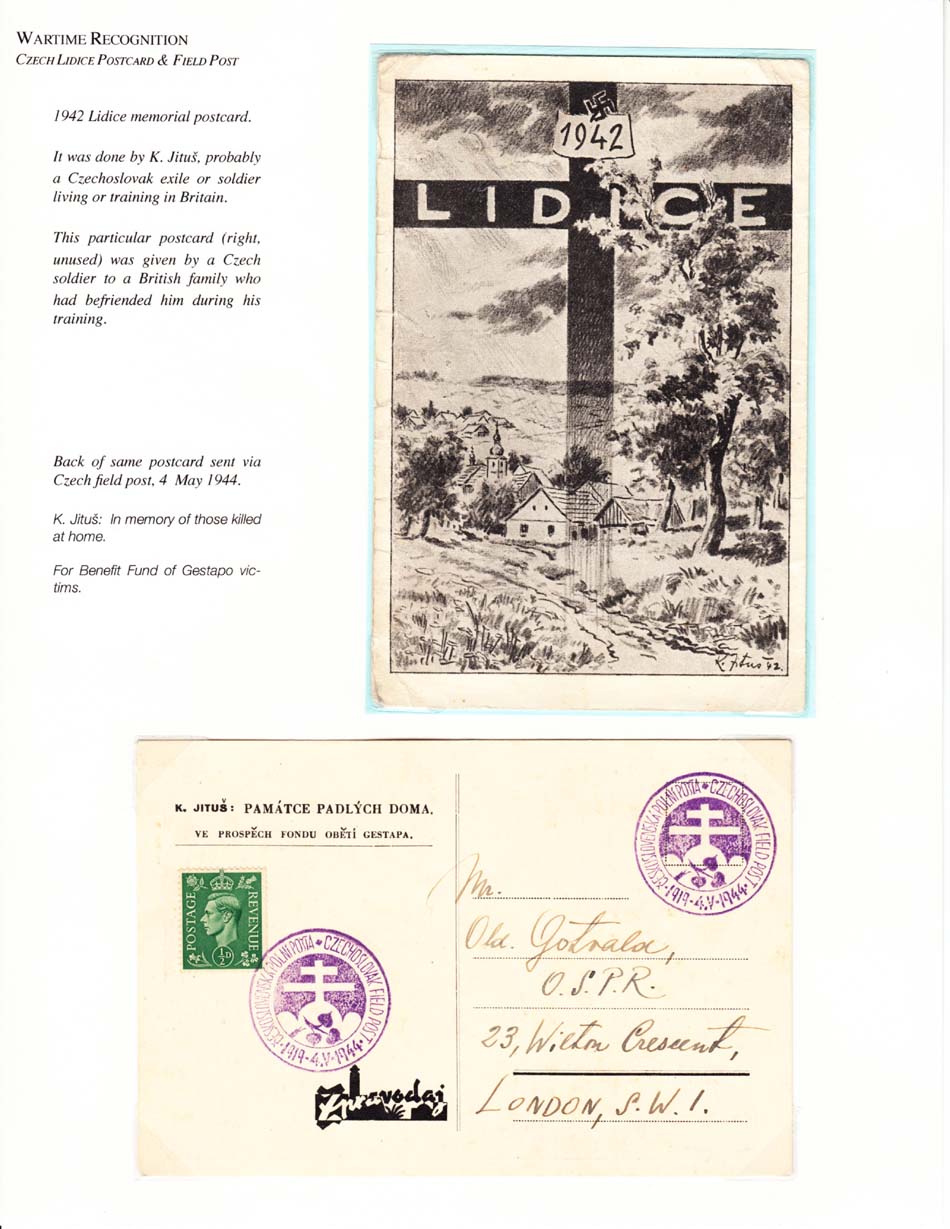 WARTIME RECOGNITION
CZECH LIDICE POSTCARD & FIELD POST
1942 Lidice memorial postcard.
It was done by K. Jituš, probably
a Czechoslovak exile or soldier
living or training in Britain.
This particular postcard (right,
unused) was given by a Czech
soldier to a British family who
had befriended him during his
training.
Back of same postcard sent via
Czech field post, 4 May 1944.
K. Jituš: In memory of those killed
at home.
For Benefit Fund of Gestapo vic-
tims.
1942
LIDICE
K. Jituš 42.
K. JITUŠ: PAMÁTCE PADLÝCH DOMA.
VE PROSPĚCH FONDU OBĚTÍ GESTAPA.
POSTAGE REVENUE
½D
ČESKOSLOVENSKÁ POLNÍ POŠTA * CZECHOSLOVAK FIELD POST
·1919-4.V.1944·
Zpravodaj
ČESKOSLOVENSKÁ POLNÍ POŠTA * CZECHOSLOVAK FIELD POST
·1919-4.V.1944·
Mr.
Old. Gotvald,
O.S.P.R.
23, Wilton Crescent,
LONDON, S.W.1.